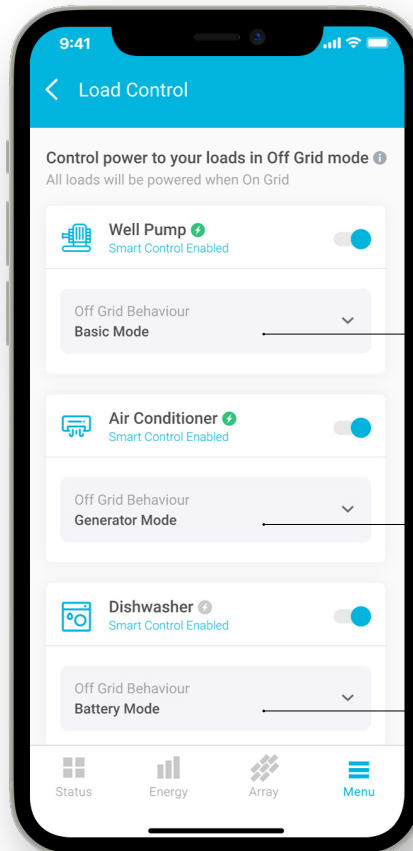 9:41
Load Control
Control power to your loads in Off Grid mode
All loads will be powered when On Grid
Well Pump
Smart Control Enabled
Off Grid Behaviour
Basic Mode
Air Conditioner
Smart Control Enabled
Off Grid Behaviour
Generator Mode
Dishwasher
Smart Control Enabled
Off Grid Behaviour
Battery Mode
Status Energy Array Menu